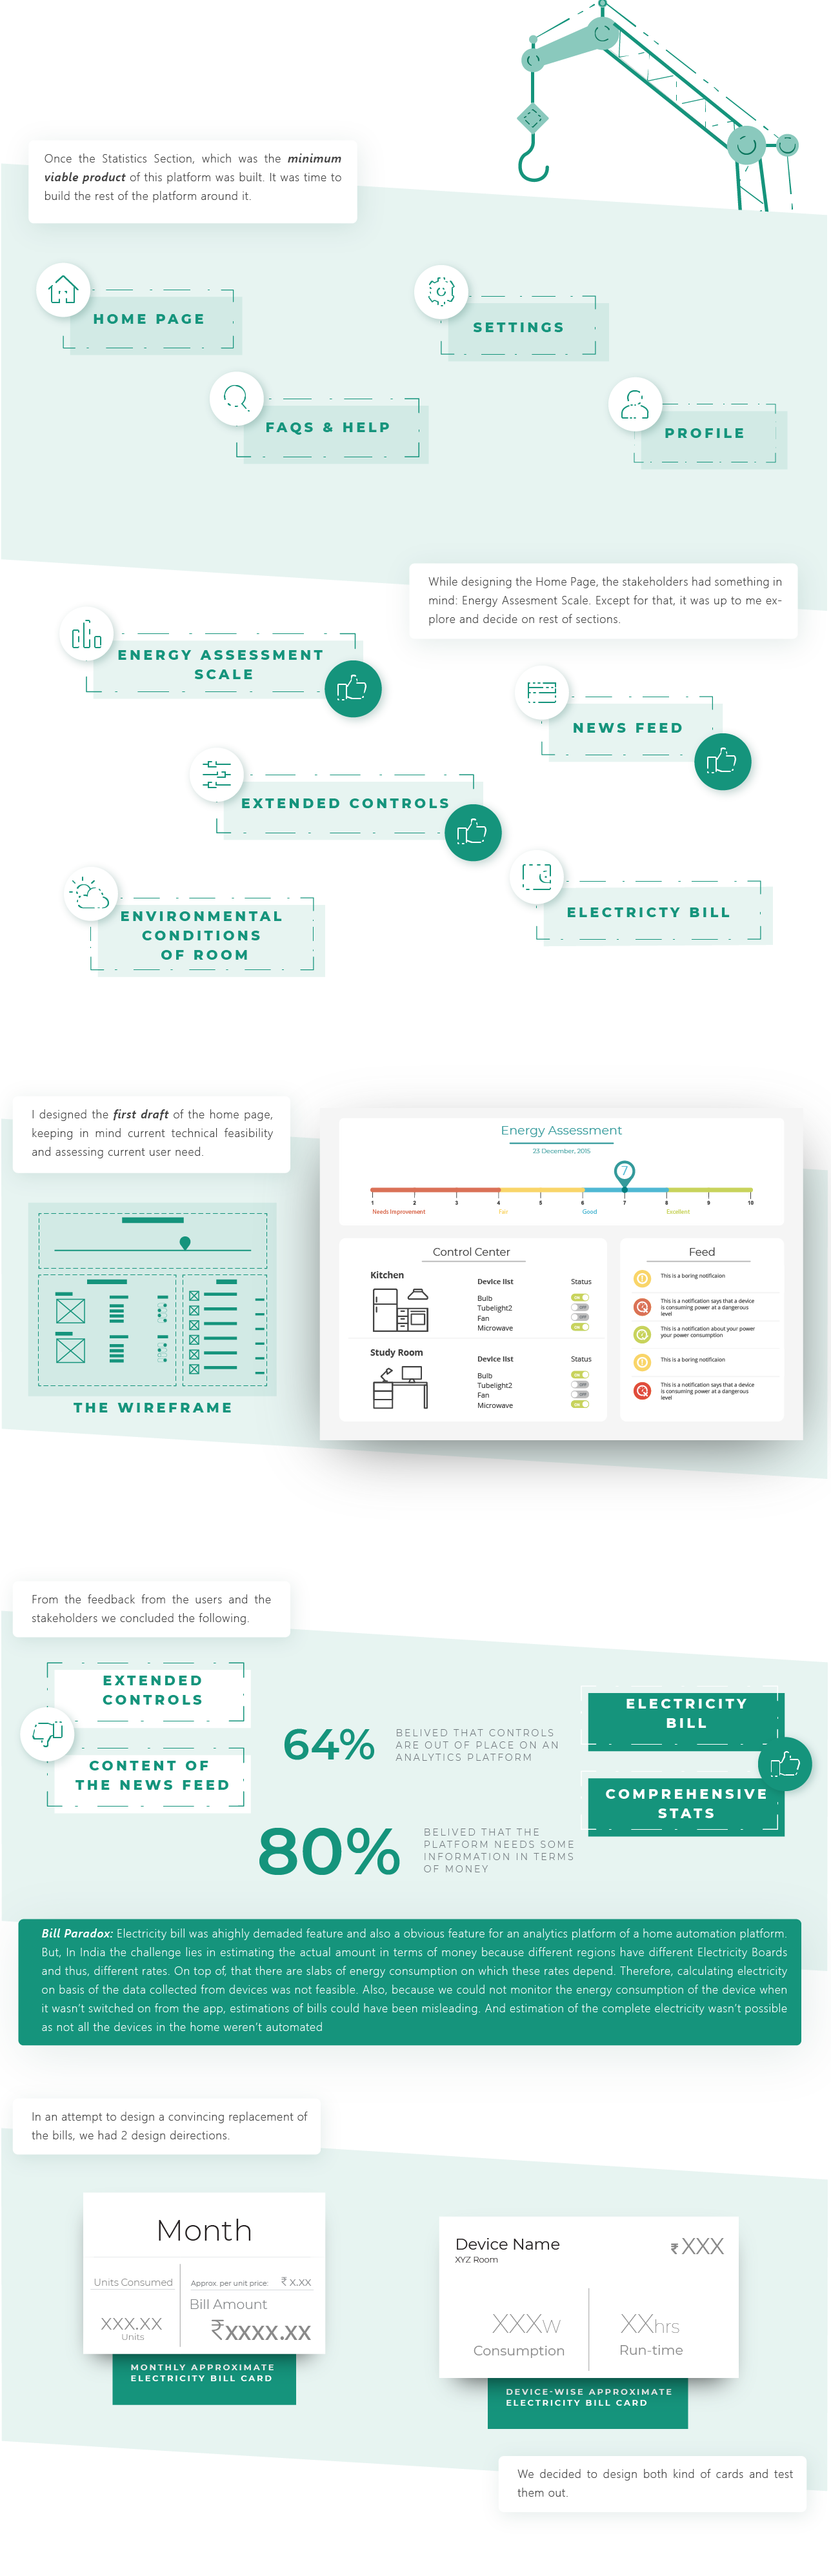 Once the Statistics Section, which was the minimum
viable product of this platform was built. It was time to
build the rest of the platform around it.
HOME PAGE
SETTINGS
FAQS & HELP
PROFILE
While designing the Home Page, the stakeholders had something in
mind: Energy Assesment Scale. Except for that, it was up to me ex-
plore and decide on rest of sections.
ENERGY ASSESSMENT
SCALE
NEWS FEED
EXTENDED CONTROLS
ENVIRONMENTAL
CONDITIONS
OF ROOM
ELECTRICTY BILL
I designed the first draft of the home page,
keeping in mind current technical feasibility
and assessing current user need.
THE WIREFRAME
Energy Assessment
23 December, 2015
7
1 2 3 4 5 6 7 8 9 10
Needs Improvement Fair Good Excellent
Control Center
Kitchen
Device list Status
Bulb ON
Tubelight2 OFF
Fan OFF
Microwave ON
Study Room
Device list Status
Bulb ON
Tubelight2 OFF
Fan OFF
Microwave ON
Feed
This is a boring notificaion
This is a notification says that a device
is consuming power at a dangerous
level
This is a notification about your power
your power consumption
This is a boring notificaion
This is a notification says that a device
is consuming power at a dangerous
level
From the feedback from the users and the
stakeholders we concluded the following.
EXTENDED
CONTROLS
CONTENT OF
THE NEWS FEED
64%
BELIVED THAT CONTROLS
ARE OUT OF PLACE ON AN
ANALYTICS PLATFORM
80%
BELIVED THAT THE
PLATFORM NEEDS SOME
INFORMATION IN TERMS
OF MONEY
ELECTRICITY
BILL
COMPREHENSIVE
STATS
Bill Paradox: Electricity bill was ahighly demaded feature and also a obvious feature for an analytics platform of a home automation platform.
But, In India the challenge lies in estimating the actual amount in terms of money because different regions have different Electricity Boards
and thus, different rates. On top of, that there are slabs of energy consumption on which these rates depend. Therefore, calculating electricity
on basis of the data collected from devices was not feasible. Also, because we could not monitor the energy consumption of the device when
it wasn't switched on from the app, estimations of bills could have been misleading. And estimation of the complete electricity wasn't possible
as not all the devices in the home weren't automated
In an attempt to design a convincing replacement of
the bills, we had 2 design deirections.
Month
Units Consumed
XXX.XX
Units
Approx. per unit price: ₹ X.XX
Bill Amount
₹XXXX.XX
MONTHLY APPROXIMATE
ELECTRICITY BILL CARD
Device Name
XYZ Room
₹XXX
XXXW
Consumption
XXhrs
Run-time
DEVICE-WISE APPROXIMATE
ELECTRICITY BILL CARD
We decided to design both kind of cards and test
them out.